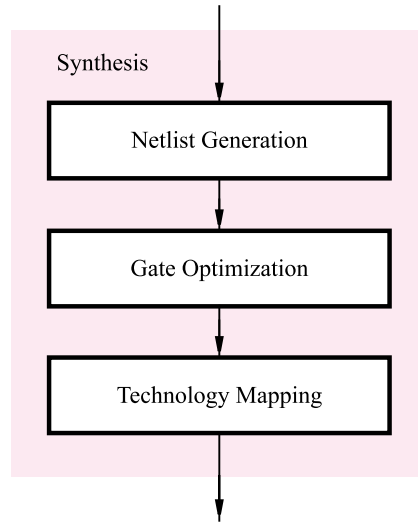 Synthesis
Netlist Generation
Gate Optimization
Technology Mapping